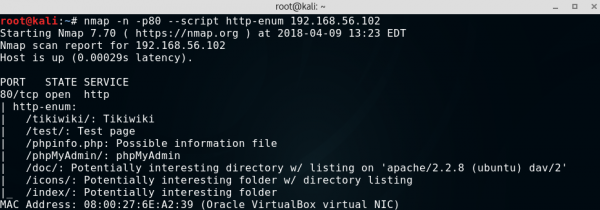 root@kali: ~
root@kali:~# nmap -n -p80 --script http-enum 192.168.56.102
Starting Nmap 7.70 ( https://nmap.org ) at 2018-04-09 13:23 EDT
Nmap scan report for 192.168.56.102
Host is up (0.00029s latency).

PORT   STATE SERVICE
80/tcp open  http
| http-enum:
|   /tikiwiki/: Tikiwiki
|   /test/: Test page
|   /phpinfo.php: Possible information file
|   /phpMyAdmin/: phpMyAdmin
|   /doc/: Potentially interesting directory w/ listing on 'apache/2.2.8 (ubuntu) dav/2'
|   /icons/: Potentially interesting folder w/ directory listing
|_  /index/: Potentially interesting folder
MAC Address: 08:00:27:6E:A2:39 (Oracle VirtualBox virtual NIC)